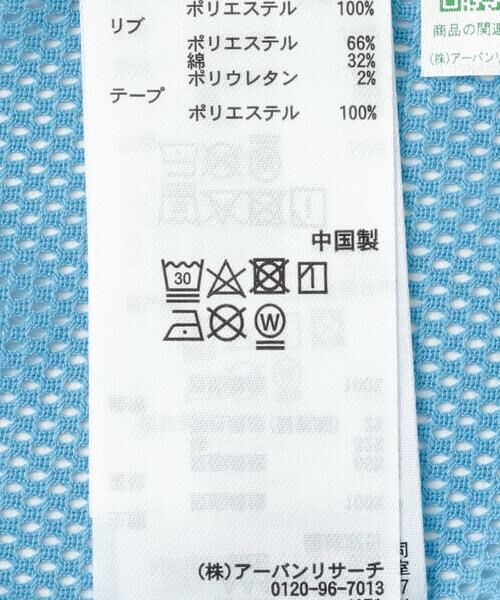 ポリエステル 100%
リブ
ポリエステル 66%
綿 32%
ポリウレタン 2%
テープ
ポリエステル 100%
中国製
30
W
(株)アーバンリサーチ
0120-96-7013
商品の関連
(株)アーバン